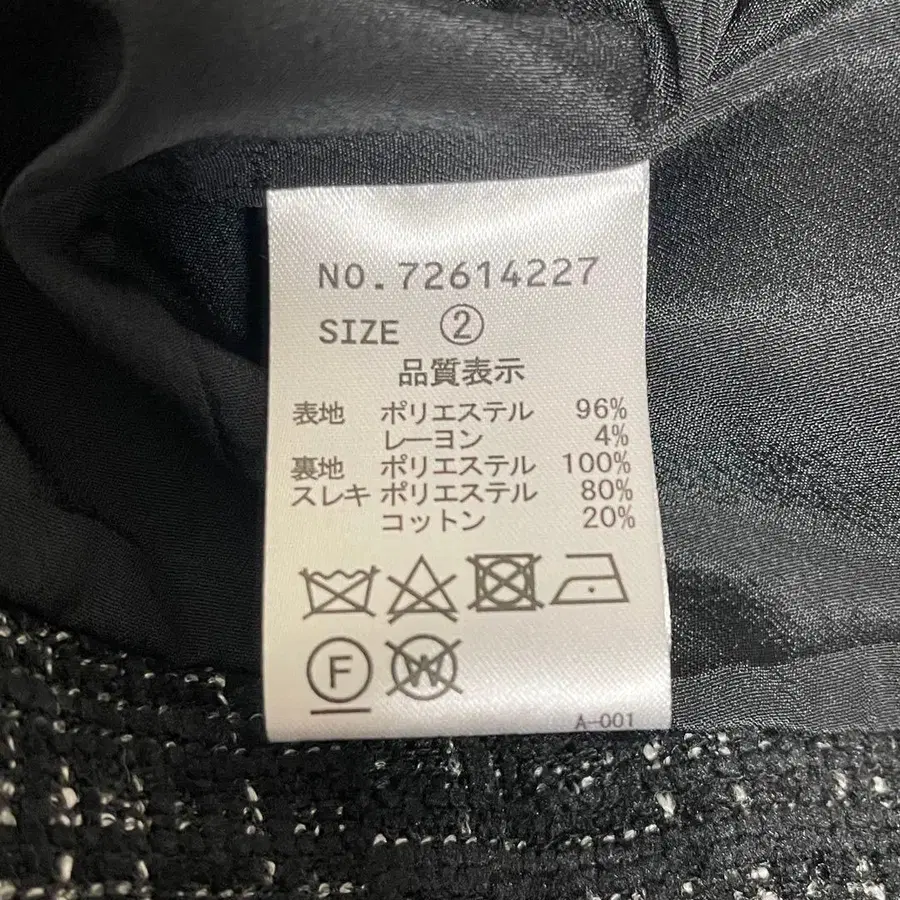 NO.72614227
SIZE ②
品質表示
表地 ポリエステル 96%
レーヨン 4%
裏地 ポリエステル 100%
スレキ ポリエステル 80%
コットン 20%
F W
A-001